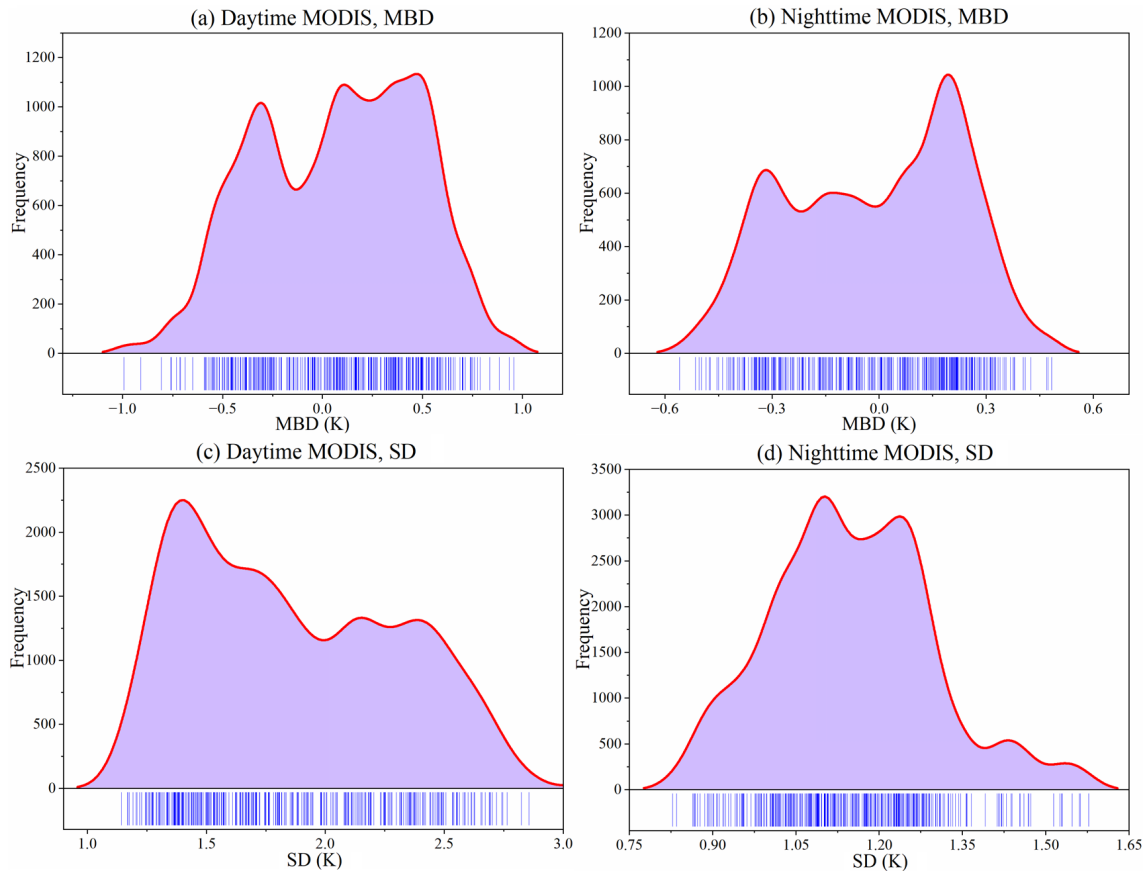 (a) Daytime MODIS, MBD
1200
1000
800
600
400
200
0
Frequency
−1.0 −0.5 0.0 0.5 1.0
MBD (K)
(b) Nighttime MODIS, MBD
1200
1000
800
600
400
200
0
Frequency
−0.6 −0.3 0.0 0.3 0.6
MBD (K)
(c) Daytime MODIS, SD
2500
2000
1500
1000
500
0
Frequency
1.0 1.5 2.0 2.5 3.0
SD (K)
(d) Nighttime MODIS, SD
3500
3000
2500
2000
1500
1000
500
0
Frequency
0.75 0.90 1.05 1.20 1.35 1.50 1.65
SD (K)